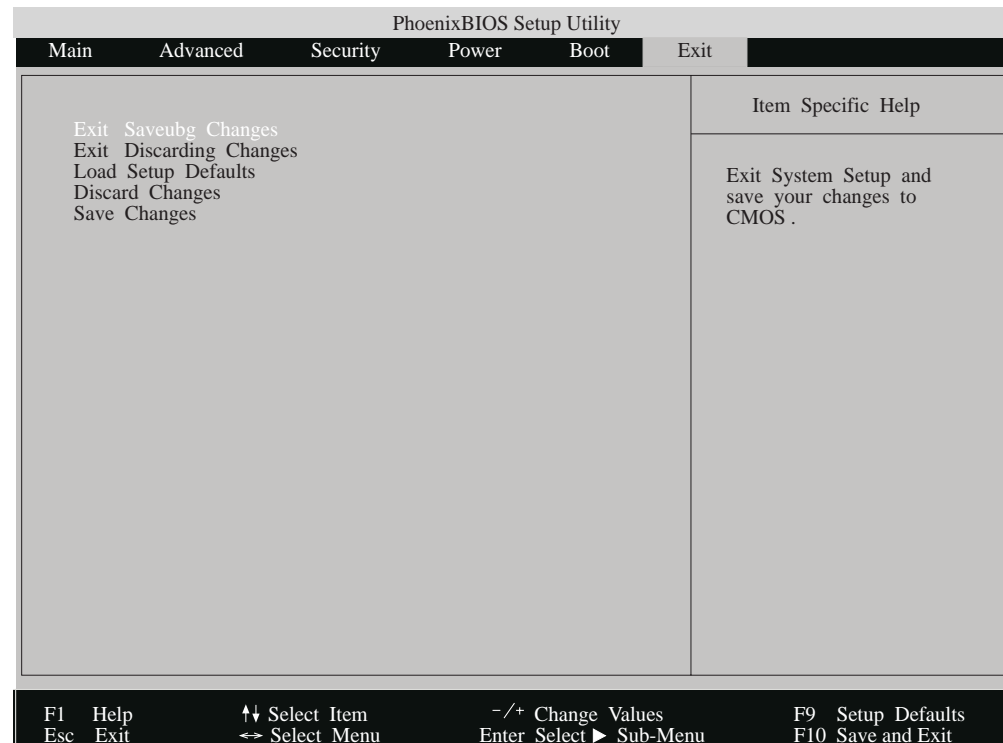 PhoenixBIOS Setup Utility
Main Advanced Security Power Boot Exit
Exit Saveubg Changes
Exit Discarding Changes
Load Setup Defaults
Discard Changes
Save Changes
Item Specific Help
Exit System Setup and
save your changes to
CMOS .
F1 Help ↑↓ Select Item -/+ Change Values F9 Setup Defaults
Esc Exit ↔ Select Menu Enter Select ▶ Sub-Menu F10 Save and Exit